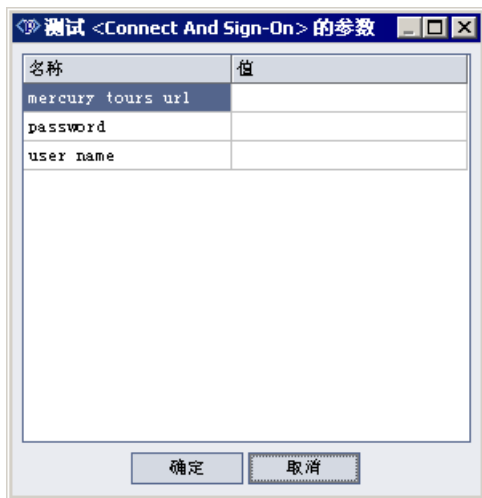 测试 <Connect And Sign-On> 的参数
名称 值
mercury tours url
password
user name
确定 取消